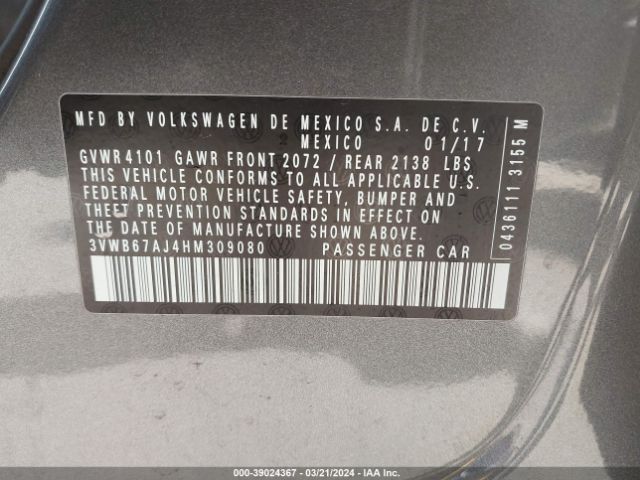 MFD BY VOLKSWAGEN DE MEXICO S.A. DE C.V.
MEXICO 01/17
GVWR 4101 GAWR FRONT 2072 / REAR 2138 LBS
THIS VEHICLE CONFORMS TO ALL APPLICABLE U.S.
FEDERAL MOTOR VEHICLE SAFETY, BUMPER AND
THEFT PREVENTION STANDARDS IN EFFECT ON
THE DATE OF MANUFACTURE SHOWN ABOVE.
3VWB67AJ4HM309080 PASSENGER CAR
0436111 3155 M
000-39024367 / 03/21/2024 / IAA Inc.